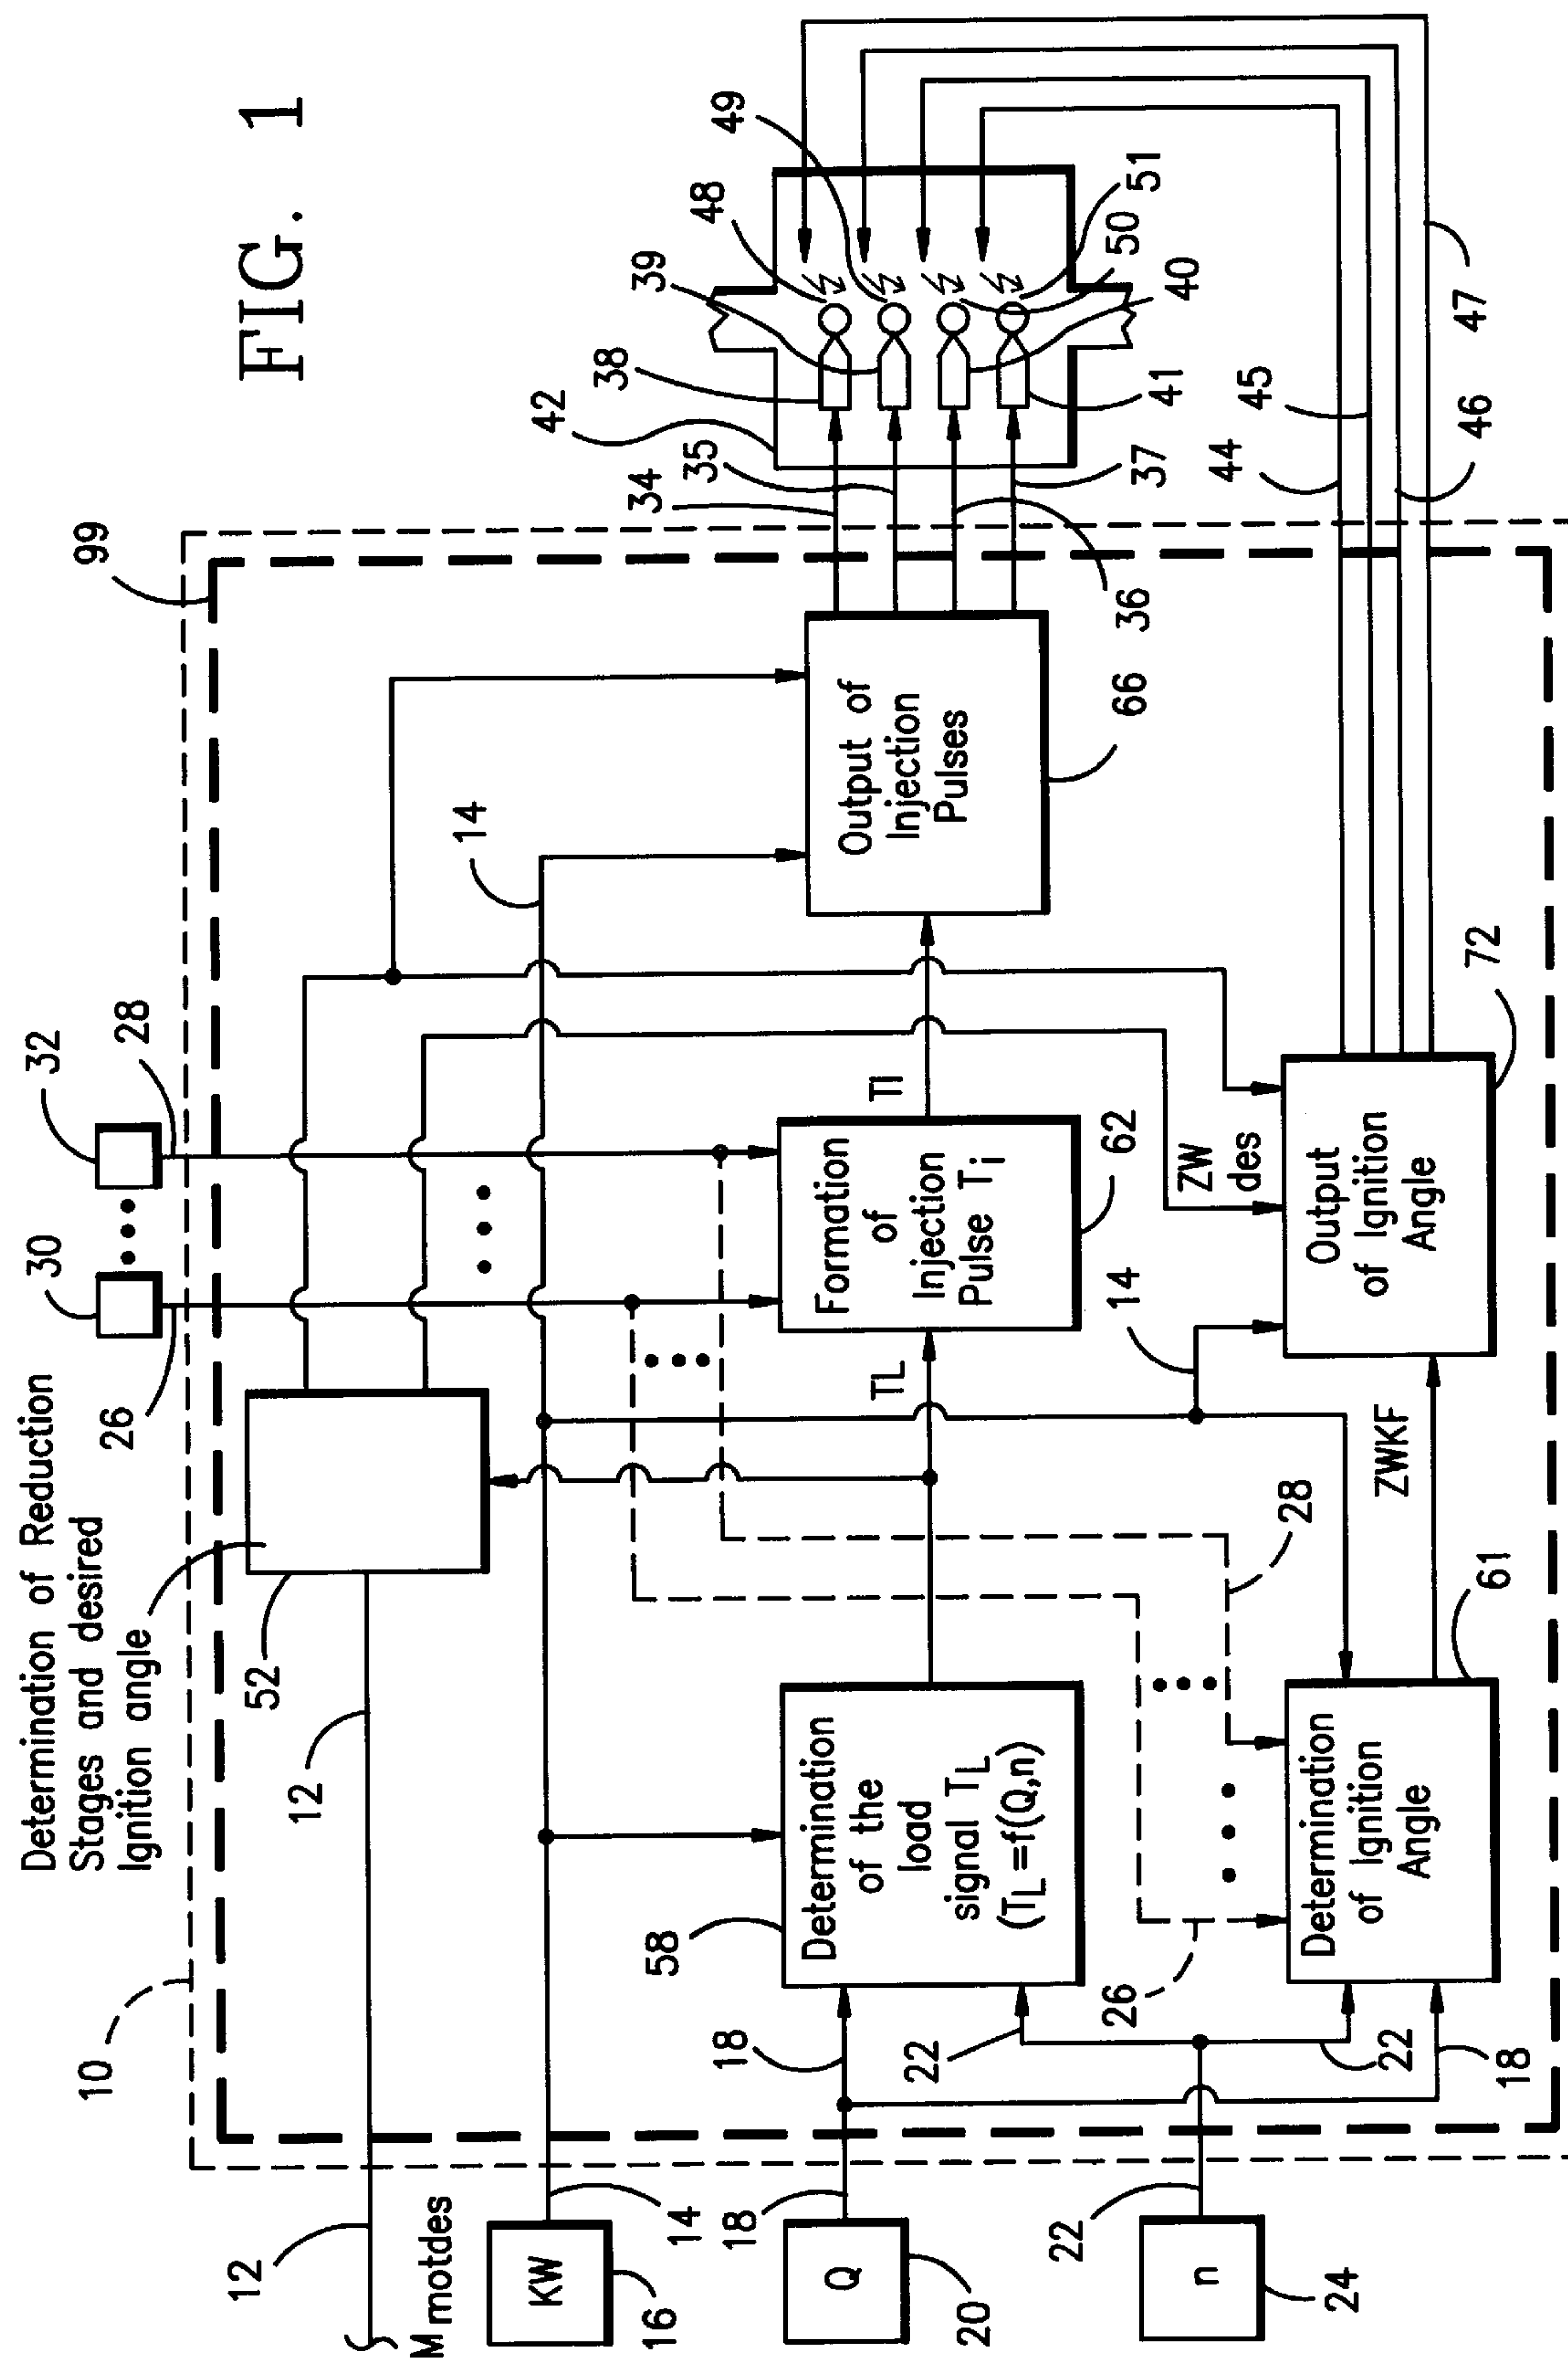 FIG. 1
Determination of Reduction
Stages and desired
Ignition angle
10
12
12
52
26
30
28
32
99
M motdes
KW
16
14
14
Q
20
18
18
22
n
24
22
22
18
58
Determination
of the
load
signal TL
(TL =f(Q,n)
TL
Formation
of
Injection
Pulse Ti
62
TI
Output of
Injection
Pulses
66
26
28
Determination
of Ignition
Angle
61
ZWKF
14
ZW
des
Output
of Ignition
Angle
72
34
35
36
37
42
38
39
40
41
48
49
50
51
44
45
46
47